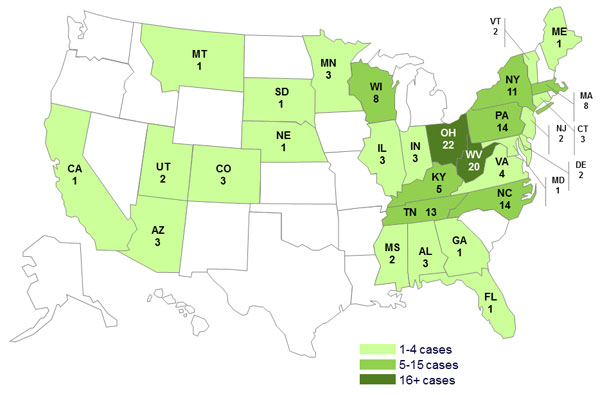 VT
2
ME
1
MT
1
MN
3
WI
8
NY
11
MA
8
SD
1
PA
14
NJ
2
CT
3
NE
1
IL
3
IN
3
OH
22
WV
20
DE
2
MD
1
CA
1
UT
2
CO
3
KY
5
VA
4
NC
14
AZ
3
TN 13
MS
2
AL
3
GA
1
FL
1
1-4 cases
5-15 cases
16+ cases